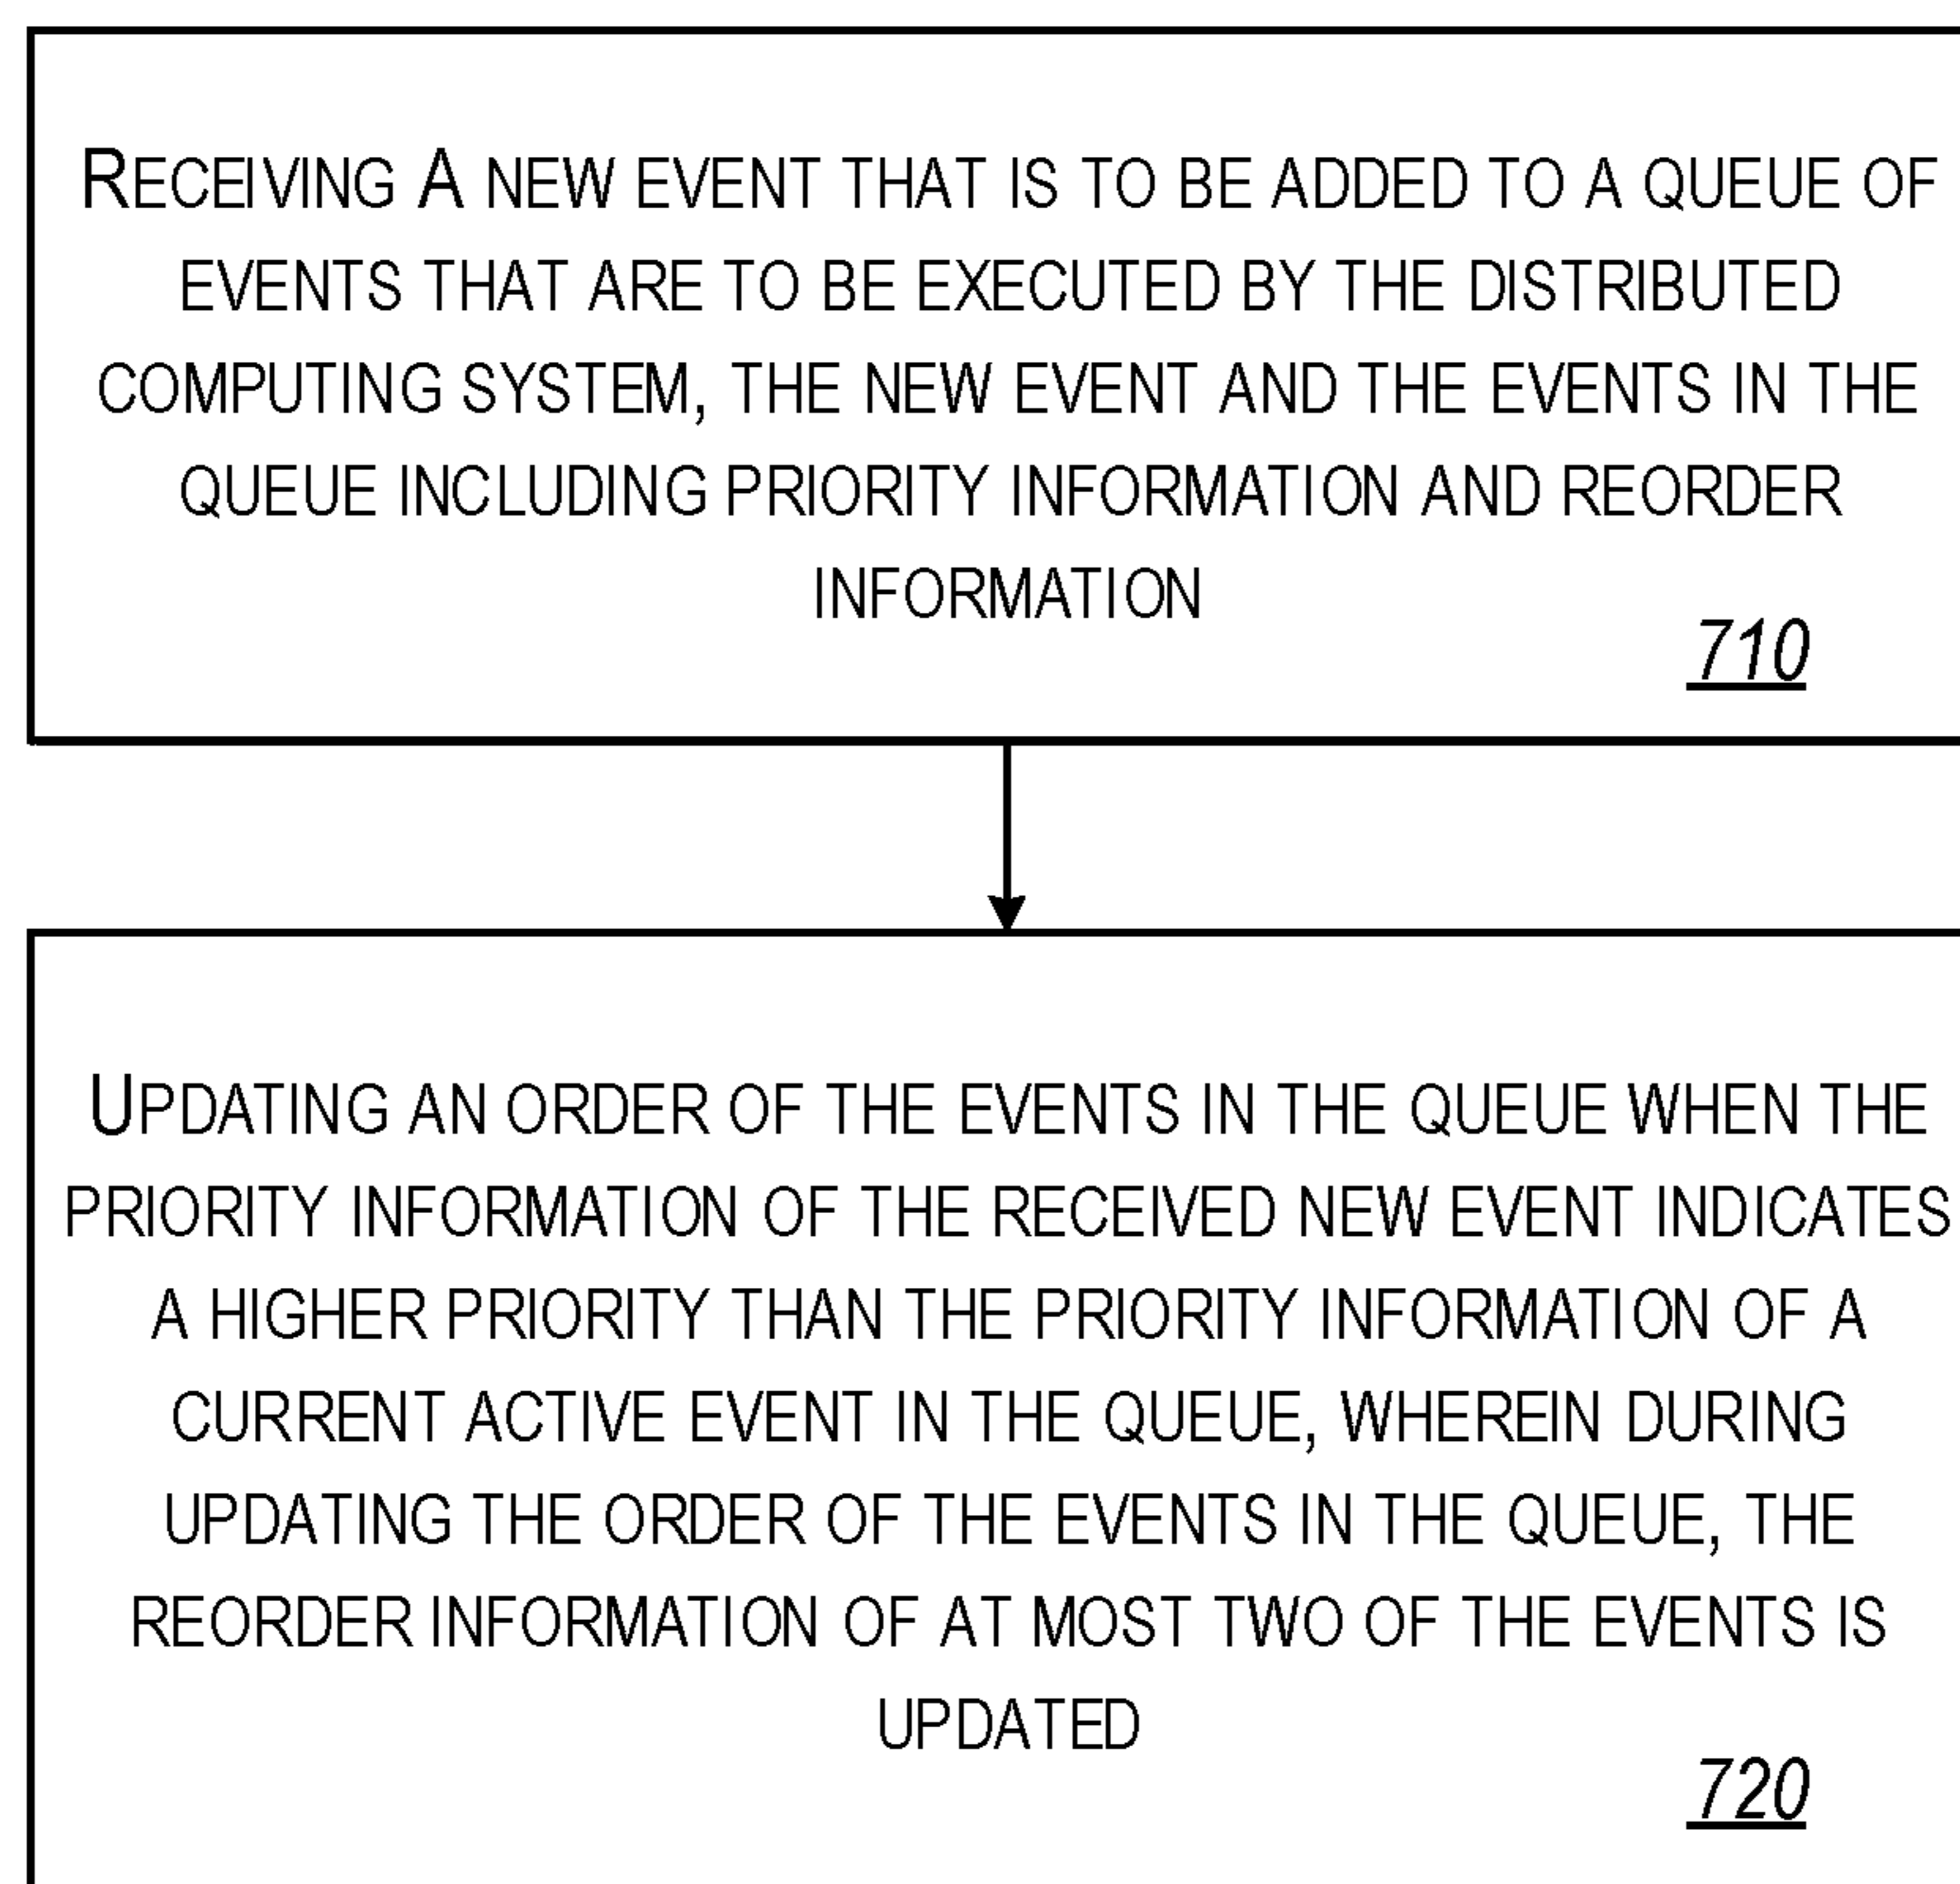 RECEIVING A NEW EVENT THAT IS TO BE ADDED TO A QUEUE OF
EVENTS THAT ARE TO BE EXECUTED BY THE DISTRIBUTED
COMPUTING SYSTEM, THE NEW EVENT AND THE EVENTS IN THE
QUEUE INCLUDING PRIORITY INFORMATION AND REORDER
INFORMATION
710
UPDATING AN ORDER OF THE EVENTS IN THE QUEUE WHEN THE
PRIORITY INFORMATION OF THE RECEIVED NEW EVENT INDICATES
A HIGHER PRIORITY THAN THE PRIORITY INFORMATION OF A
CURRENT ACTIVE EVENT IN THE QUEUE, WHEREIN DURING
UPDATING THE ORDER OF THE EVENTS IN THE QUEUE, THE
REORDER INFORMATION OF AT MOST TWO OF THE EVENTS IS
UPDATED
720